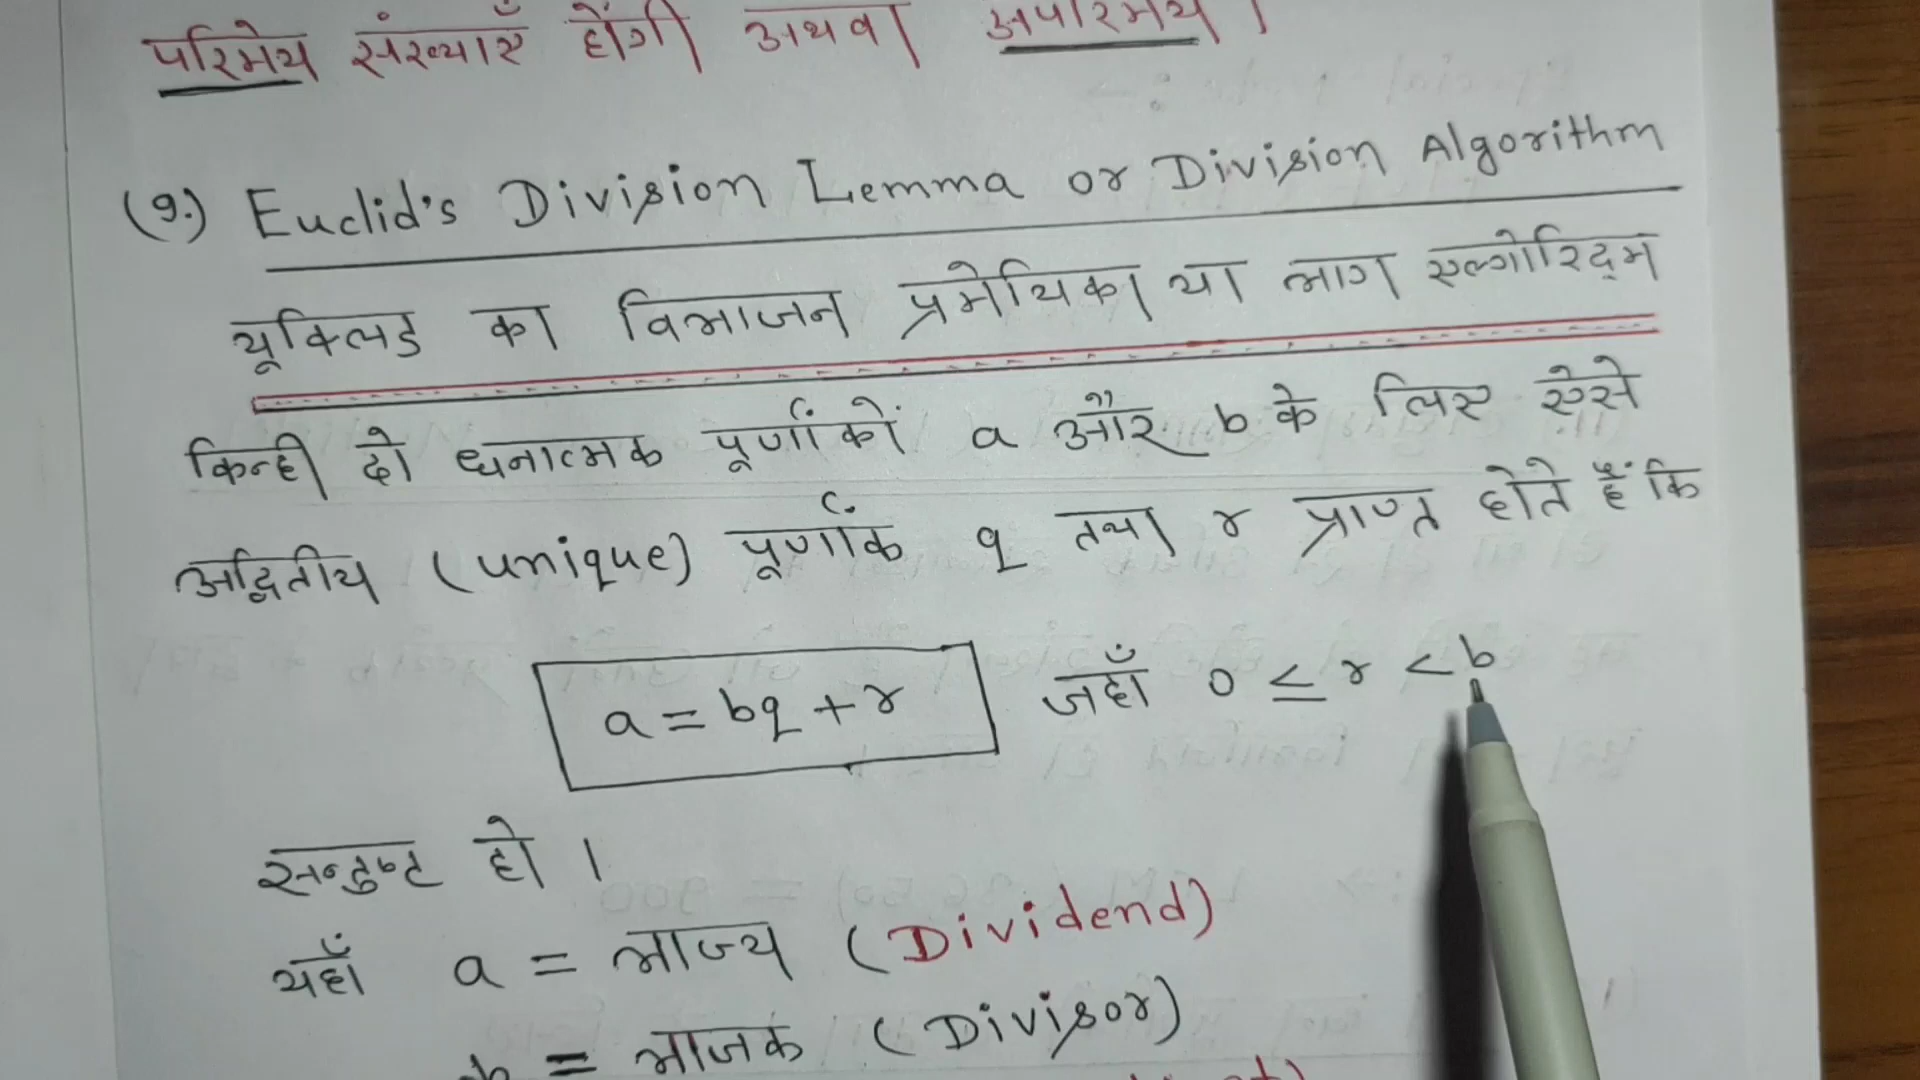 परिमेय संख्याएँ होंगी अथवा अपरिमेय ।
(9.) Euclid's Division Lemma or Division Algorithm
यूक्लिड का विभाजन प्रमेयिका या भाग एल्गोरिद्म
किन्ही दो धनात्मक पूर्णांकों a और b के लिए ऐसे
अद्वितीय (unique) पूर्णांक q तथा r प्राप्त होते हैं कि
a = bq + r जहाँ 0 ≤ r < b
सन्तुष्ट हो ।
यहाँ a = भाज्य (Dividend)
b = भाजक (Divisor)